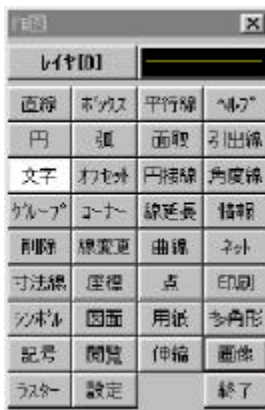 作図
レイヤ[0]
直線 ボックス 平行線 ヘルプ
円 弧 面取 引出線
文字 オフセット 円接線 角度線
グループ コーナー 線延長 情報
削除 線変更 曲線 ネット
寸法線 座標 点 印刷
シンボル 図面 用紙 多角形
記号 閲覧 伸縮 画像
ラスター 設定 終了